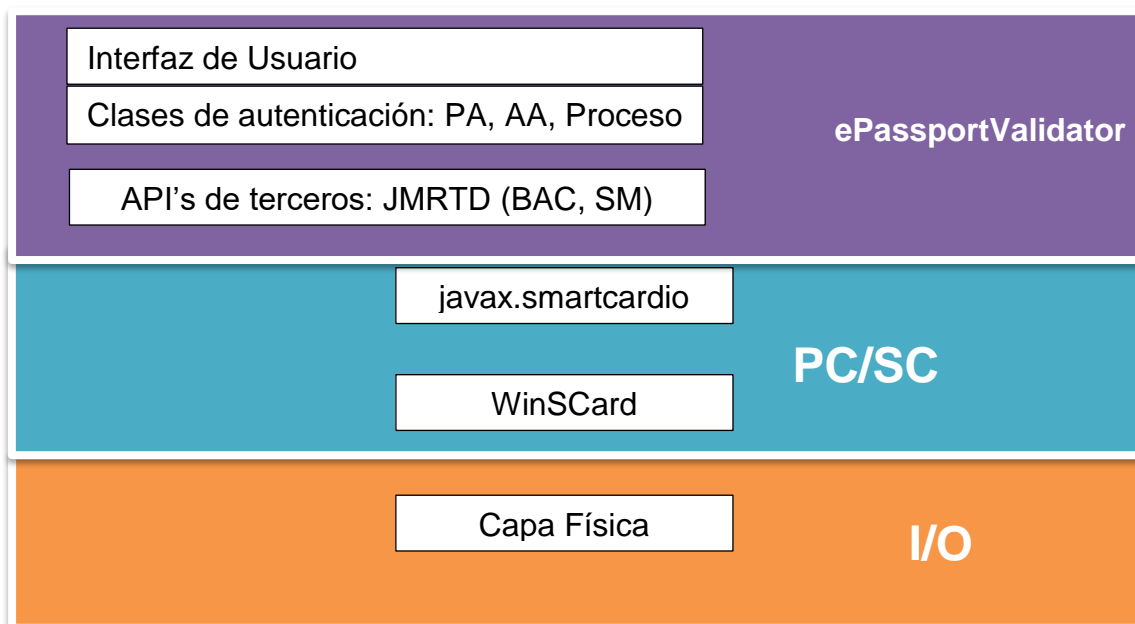 Interfaz de Usuario
Clases de autenticación: PA, AA, Proceso
ePassportValidator
API’s de terceros: JMRTD (BAC, SM)
javax.smartcardio
PC/SC
WinSCard
Capa Física
I/O